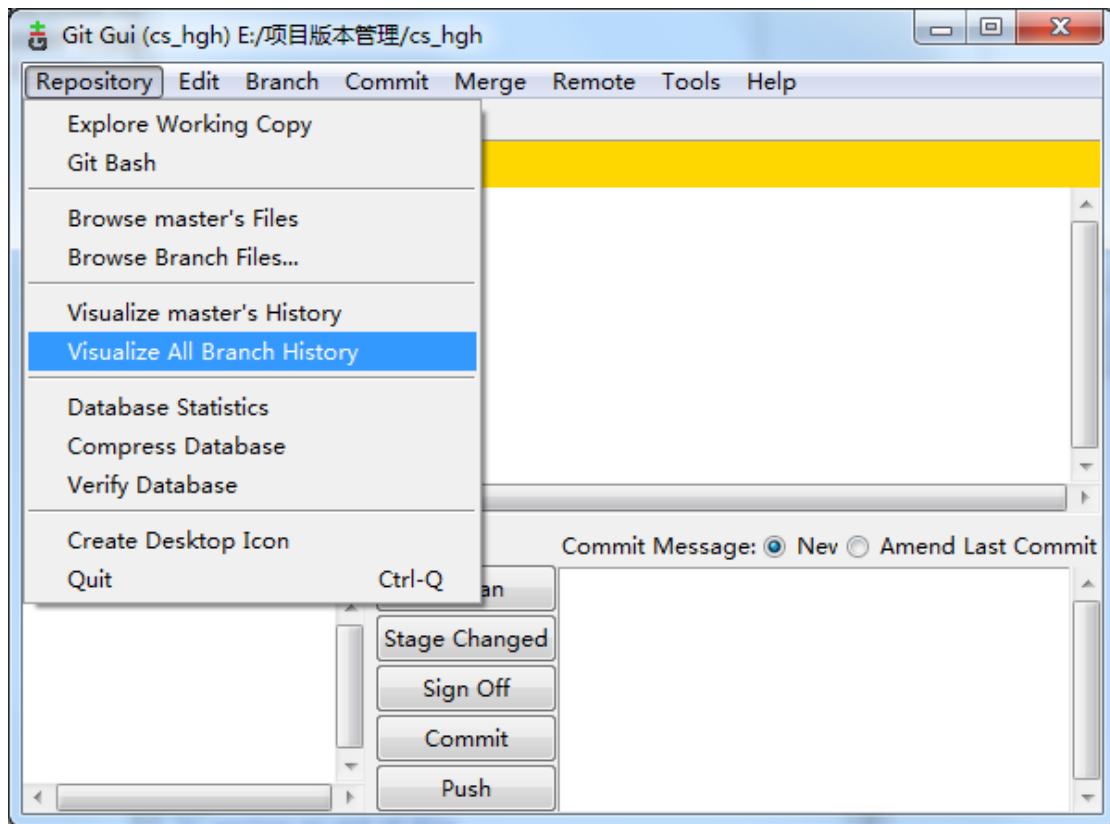 Git Gui (cs_hgh) E:/项目版本管理/cs_hgh
Repository Edit Branch Commit Merge Remote Tools Help
Explore Working Copy
Git Bash
Browse master's Files
Browse Branch Files...
Visualize master's History
Visualize All Branch History
Database Statistics
Compress Database
Verify Database
Create Desktop Icon
Quit Ctrl-Q
Commit Message: New Amend Last Commit
an
Stage Changed
Sign Off
Commit
Push